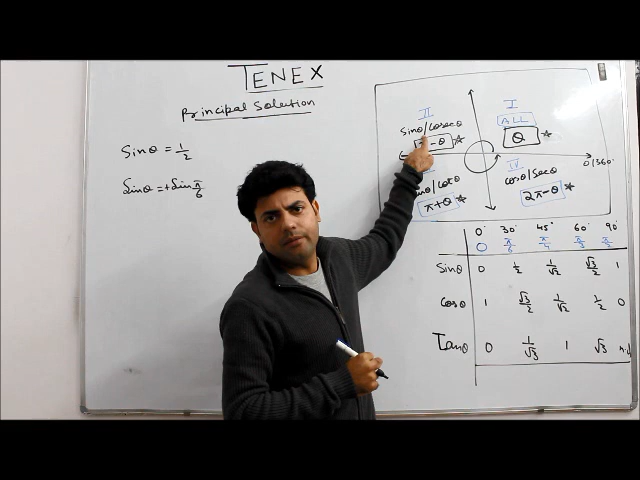 TENEX
Principal Solution
Sinθ = 1/2
Sinθ = + Sin π/6
II
Sinθ/Cosecθ
-θ *
I
ALL
θ *
0/360°
/Cotθ
π+θ *
IV
Cosθ/Secθ
2π-θ *
0° 30° 45° 60° 90°
0 π/6 π/4 π/3 π/2
Sinθ 0 1/2 1/√2 √3/2 1
Cosθ 1 √3/2 1/√2 1/2 0
Tanθ 0 1/√3 1 √3